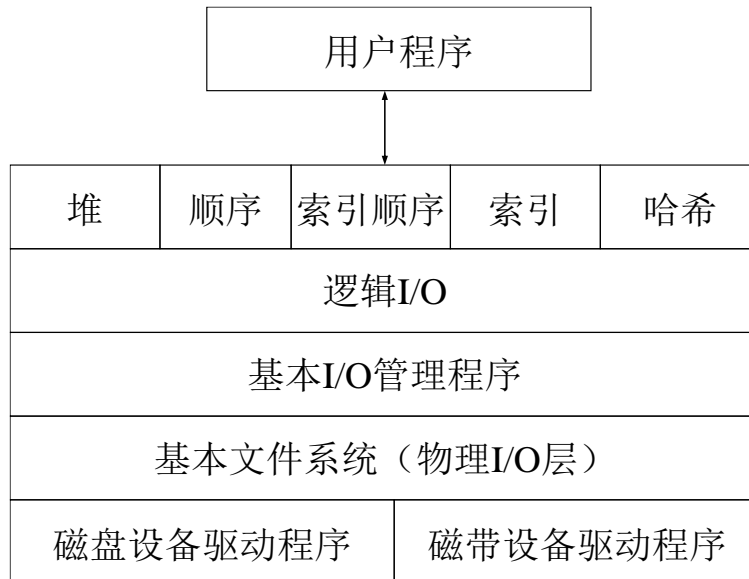 用户程序
堆 顺序 索引顺序 索引 哈希
逻辑I/O
基本I/O管理程序
基本文件系统（物理I/O层）
磁盘设备驱动程序 磁带设备驱动程序